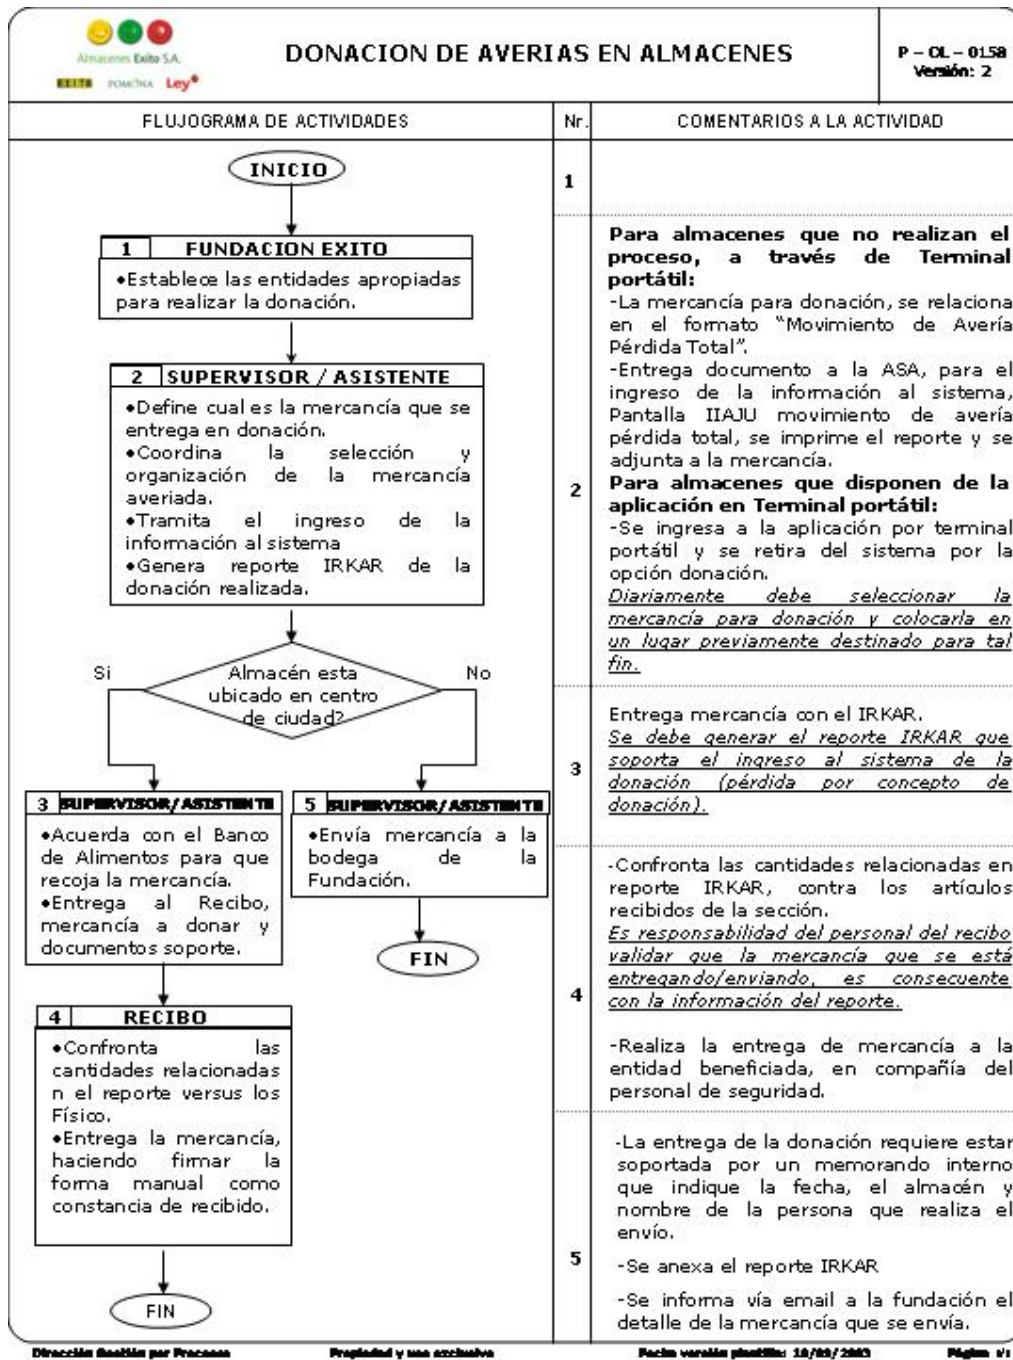 Almacenes Exito S.A.
EXITO POMONA Ley
DONACION DE AVERIAS EN ALMACENES
P – OL – 0158
Versión: 2
FLUJOGRAMA DE ACTIVIDADES
Nr.
COMENTARIOS A LA ACTIVIDAD
INICIO
1 FUNDACION EXITO
•Establece las entidades apropiadas
para realizar la donación.
2 SUPERVISOR / ASISTENTE
•Define cual es la mercancía que se
entrega en donación.
•Coordina la selección y
organización de la mercancía
averiada.
•Tramita el ingreso de la
información al sistema
•Genera reporte IRKAR de la
donación realizada.
Si
Almacén esta
ubicado en centro
de ciudad?
No
3 SUPERVISOR/ASISTENTE
•Acuerda con el Banco
de Alimentos para que
recoja la mercancía.
•Entrega al Recibo,
mercancía a donar y
documentos soporte.
5 SUPERVISOR/ASISTENTE
•Envía mercancía a la
bodega de la
Fundación.
FIN
4 RECIBO
•Confronta las
cantidades relacionadas
n el reporte versus los
Físico.
•Entrega la mercancía,
haciendo firmar la
forma manual como
constancia de recibido.
FIN
1
2
Para almacenes que no realizan el
proceso, a través de Terminal
portátil:
-La mercancía para donación, se relaciona
en el formato “Movimiento de Avería
Pérdida Total”.
-Entrega documento a la ASA, para el
ingreso de la información al sistema,
Pantalla IIAJU movimiento de avería
pérdida total, se imprime el reporte y se
adjunta a la mercancía.
Para almacenes que disponen de la
aplicación en Terminal portátil:
-Se ingresa a la aplicación por terminal
portátil y se retira del sistema por la
opción donación.
Diariamente debe seleccionar la
mercancía para donación y colocarla en
un lugar previamente destinado para tal
fin.
3
Entrega mercancía con el IRKAR.
Se debe generar el reporte IRKAR que
soporta el ingreso al sistema de la
donación (pérdida por concepto de
donación).
4
-Confronta las cantidades relacionadas en
reporte IRKAR, contra los artículos
recibidos de la sección.
Es responsabilidad del personal del recibo
validar que la mercancía que se está
entregando/enviando, es consecuente
con la información del reporte.
-Realiza la entrega de mercancía a la
entidad beneficiada, en compañía del
personal de seguridad.
5
-La entrega de la donación requiere estar
soportada por un memorando interno
que indique la fecha, el almacén y
nombre de la persona que realiza el
envío.
-Se anexa el reporte IRKAR
-Se informa vía email a la fundación el
detalle de la mercancía que se envía.
Dirección Gestión por Procesos Propiedad y uso exclusivo Fecha versión plantilla: 10/03/2003 Página